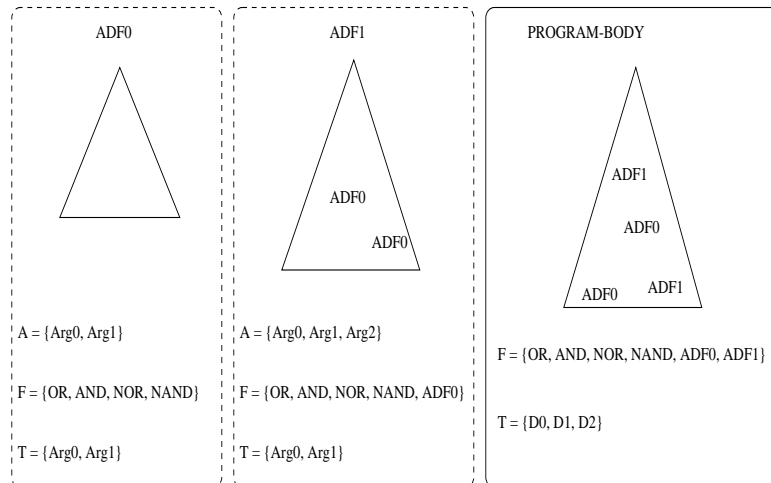 ADF0
A = {Arg0, Arg1}
F = {OR, AND, NOR, NAND}
T = {Arg0, Arg1}
ADF1
ADF0
ADF0
A = {Arg0, Arg1, Arg2}
F = {OR, AND, NOR, NAND, ADF0}
T = {Arg0, Arg1}
PROGRAM-BODY
ADF1
ADF0
ADF0 ADF1
F = {OR, AND, NOR, NAND, ADF0, ADF1}
T = {D0, D1, D2}